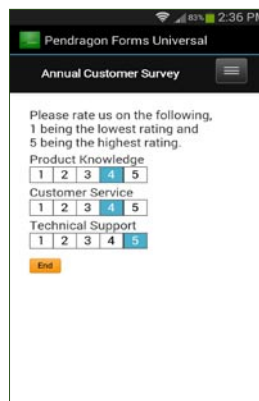 83% 2:36 PM
Pendragon Forms Universal
Annual Customer Survey
Please rate us on the following,
1 being the lowest rating and
5 being the highest rating.
Product Knowledge
1 2 3 4 5
Customer Service
1 2 3 4 5
Technical Support
1 2 3 4 5
End